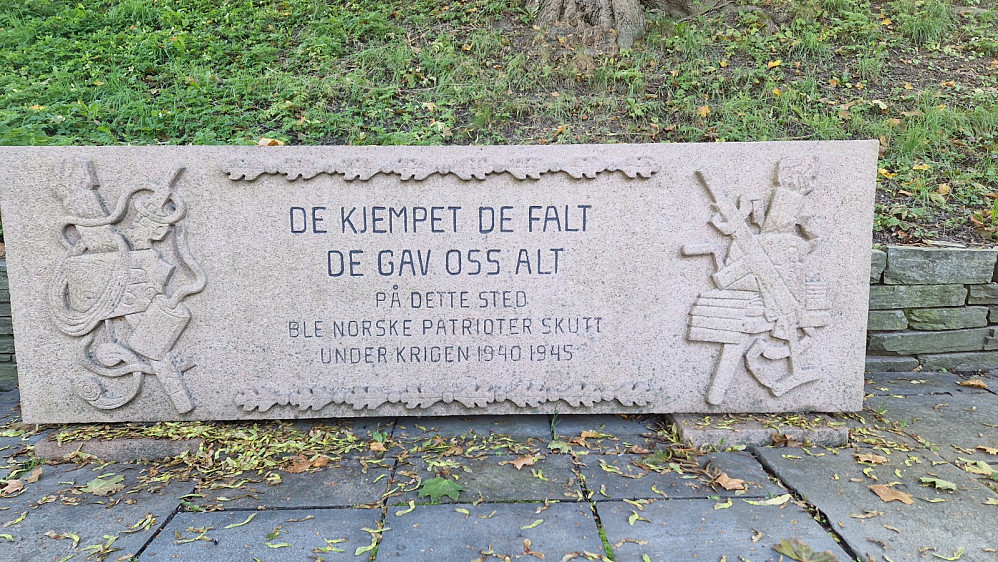 DE KJEMPET DE FALT
DE GAV OSS ALT
PÅ DETTE STED
BLE NORSKE PATRIOTER SKUTT
UNDER KRIGEN 1940 1945